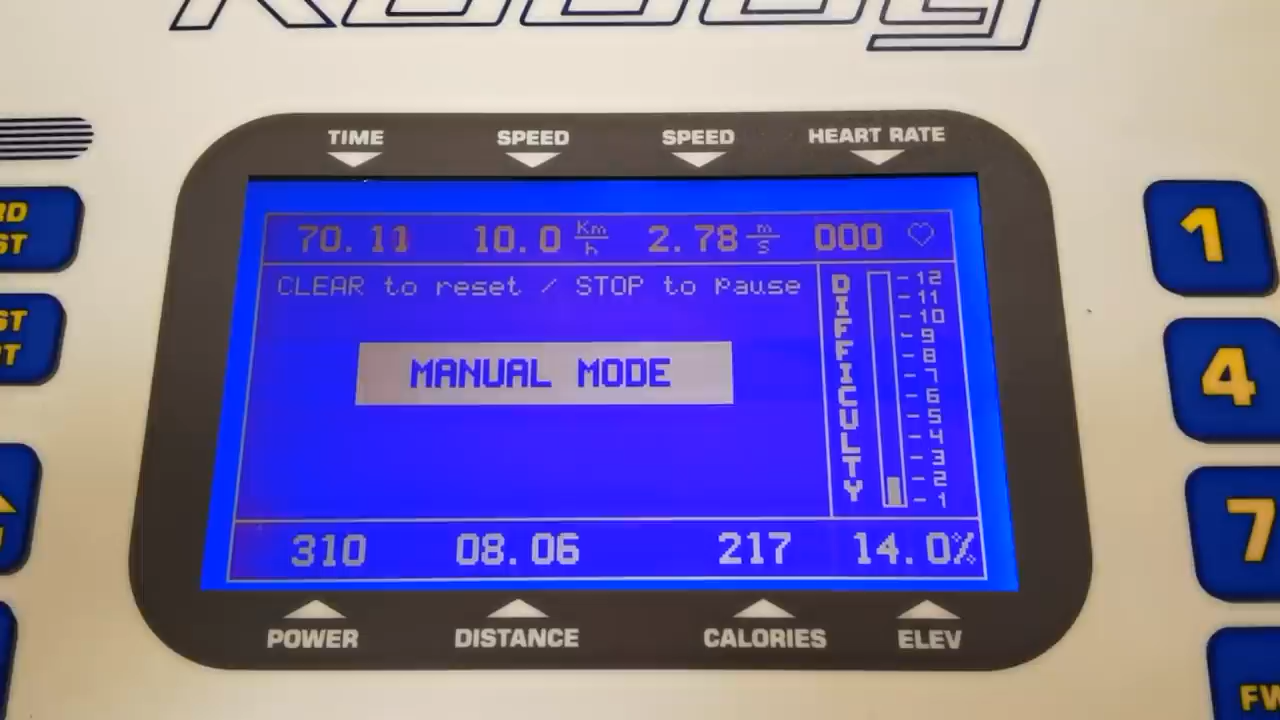 TIME SPEED SPEED HEART RATE
70.11 10.0 Km/h 2.78 m/s 000
CLEAR to reset / STOP to pause
MANUAL MODE
DIFFICULTY
12
11
10
9
8
7
6
5
4
3
2
1
310 08.06 217 14.0%
POWER DISTANCE CALORIES ELEV
1
4
7